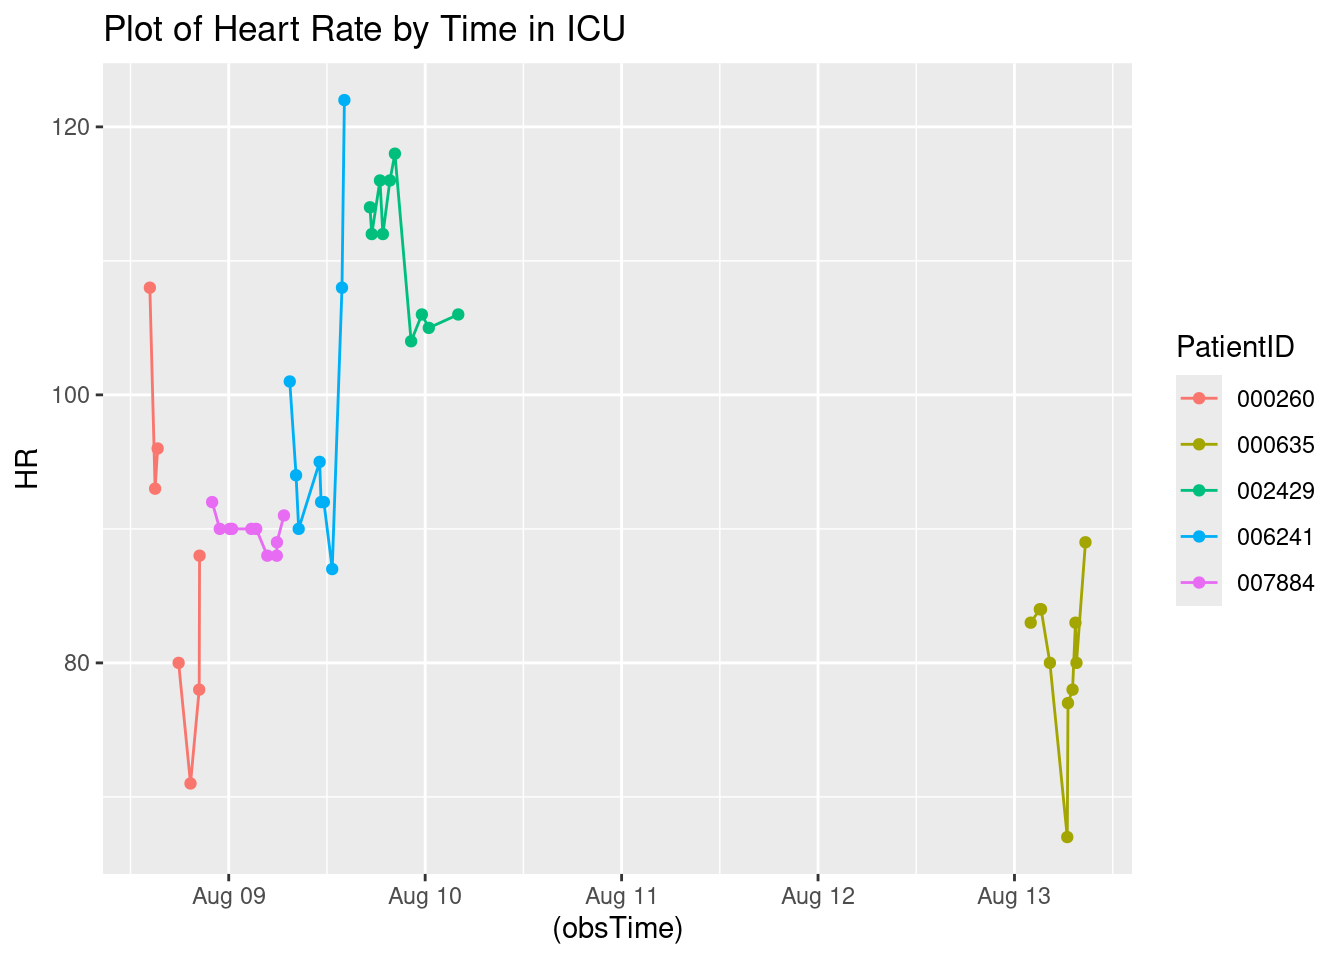 Plot of Heart Rate by Time in ICU
120
100
80
HR
Aug 09 Aug 10 Aug 11 Aug 12 Aug 13
(obsTime)
PatientID
000260
000635
002429
006241
007884